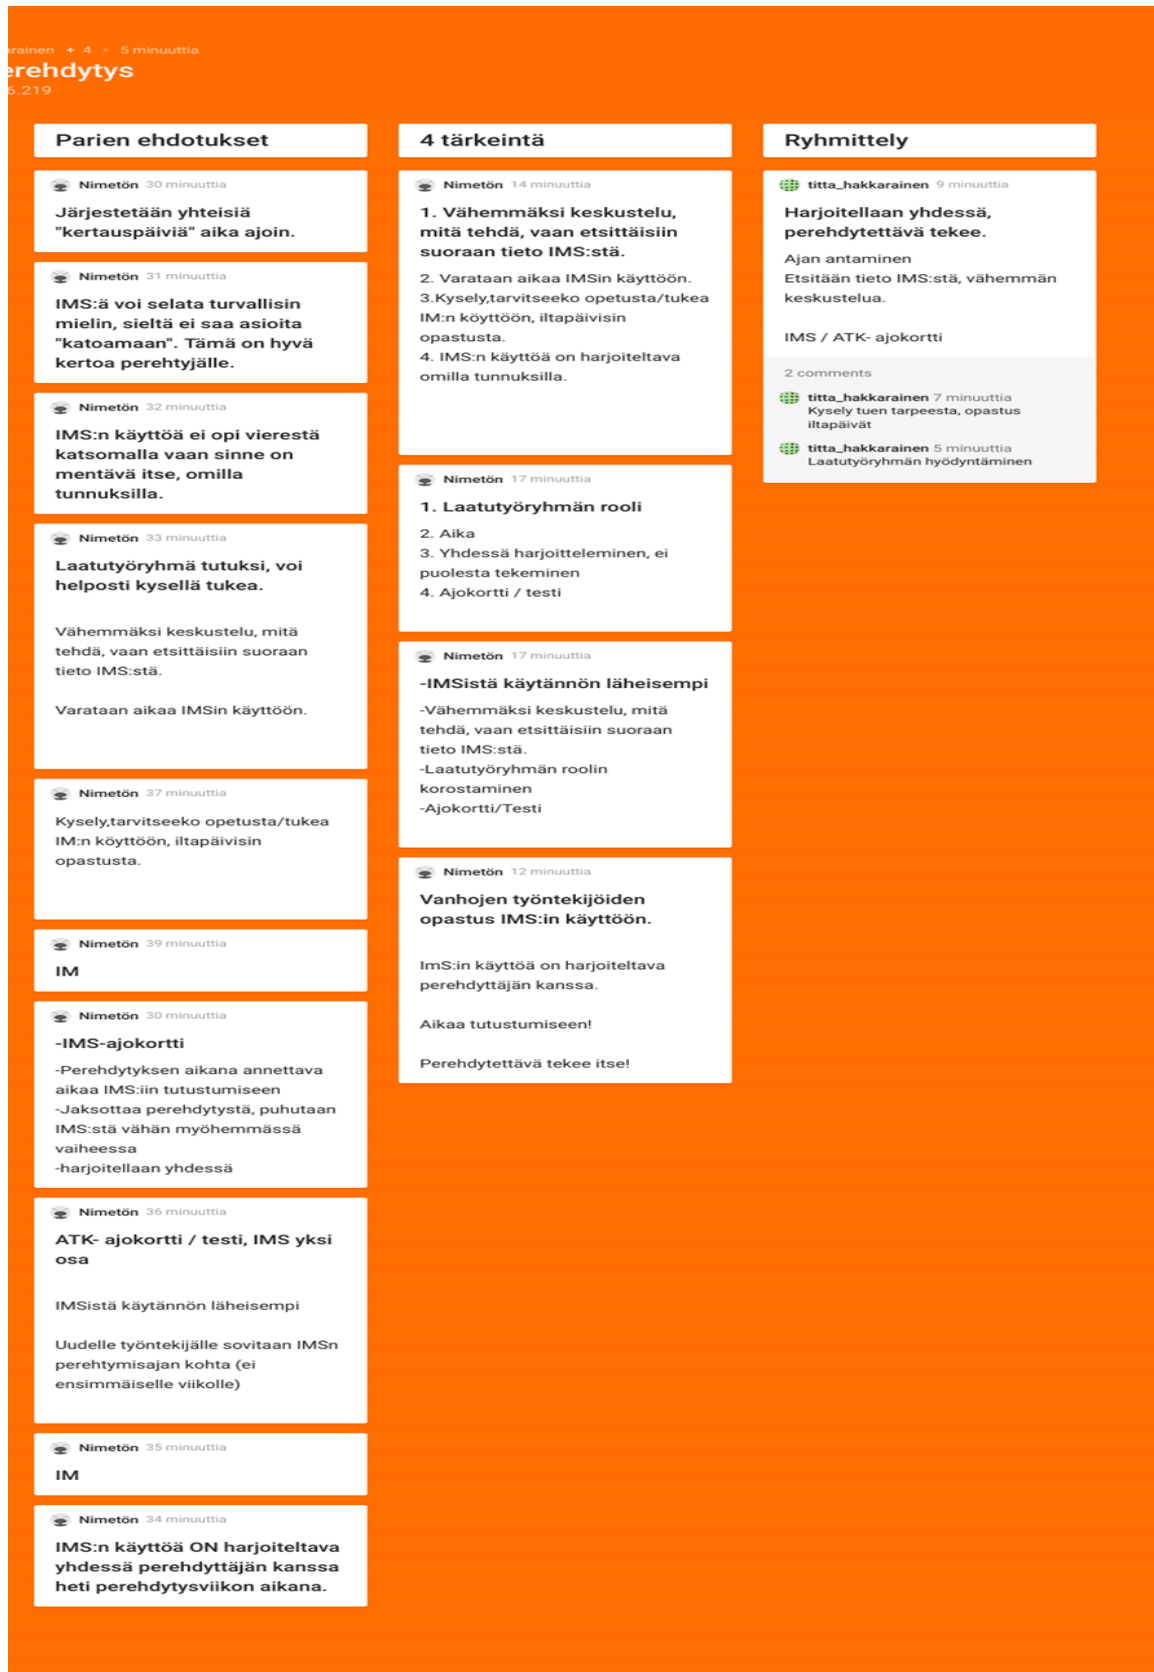 + 4 - 5 minuuttia
6.219
Parien ehdotukset
Nimetön 30 minuuttia
Järjestetään yhteisiä
"kertauspäiviä" aika ajoin.
Nimetön 31 minuuttia
IMS:ä voi selata turvallisin
mielin, sieltä ei saa asioita
"katoamaan". Tämä on hyvä
kertoa perehtyjälle.
Nimetön 32 minuuttia
IMS:n käyttöä ei opi vierestä
katsomalla vaan sinne on
mentävä itse, omilla
tunnuksilla.
Nimetön 33 minuuttia
Laatutyöryhmä tutuksi, voi
helposti kysellä tukea.
Vähemmäksi keskustelu, mitä
tehdä, vaan etsittäisiin suoraan
tieto IMS:stä.
Varataan aikaa IMSin käyttöön.
Nimetön 37 minuuttia
Kysely,tarvitseeko opetusta/tukea
IM:n köyttöön, iltapäivisin
opastusta.
Nimetön 39 minuuttia
IM
Nimetön 30 minuuttia
-IMS-ajokortti
-Perehdytyksen aikana annettava
aikaa IMS:iin tutustumiseen
-Jaksottaa perehdytystä, puhutaan
IMS:stä vähän myöhemmässä
vaiheessa
-harjoitellaan yhdessä
Nimetön 36 minuuttia
ATK- ajokortti / testi, IMS yksi
osa
IMSistä käytännön läheisempi
Uudelle työntekijälle sovitaan IMSn
perehtymisajan kohta (ei
ensimmäiselle viikolle)
Nimetön 35 minuuttia
IM
Nimetön 34 minuuttia
IMS:n käyttöä ON harjoiteltava
yhdessä perehdyttäjän kanssa
heti perehdytysviikon aikana.
4 tärkeintä
Nimetön 14 minuuttia
1. Vähemmäksi keskustelu,
mitä tehdä, vaan etsittäisiin
suoraan tieto IMS:stä.
2. Varataan aikaa IMSin käyttöön.
3.Kysely,tarvitseeko opetusta/tukea
IM:n köyttöön, iltapäivisin
opastusta.
4. IMS:n käyttöä on harjoiteltava
omilla tunnuksilla.
Nimetön 17 minuuttia
1. Laatutyöryhmän rooli
2. Aika
3. Yhdessä harjoitteleminen, ei
puolesta tekeminen
4. Ajokortti / testi
Nimetön 17 minuuttia
-IMSistä käytännön läheisempi
-Vähemmäksi keskustelu, mitä
tehdä, vaan etsittäisiin suoraan
tieto IMS:stä.
-Laatutyöryhmän roolin
korostaminen
-Ajokortti/Testi
Nimetön 12 minuuttia
Vanhojen työntekijöiden
opastus IMS:in käyttöön.
ImS:in käyttöä on harjoiteltava
perehdyttäjän kanssa.
Aikaa tutustumiseen!
Perehdytettävä tekee itse!
Ryhmittely
titta_hakkarainen 9 minuuttia
Harjoitellaan yhdessä,
perehdytettävä tekee.
Ajan antaminen
Etsitään tieto IMS:stä, vähemmän
keskustelua.
IMS / ATK- ajokortti
2 comments
titta_hakkarainen 7 minuuttia
Kysely tuen tarpeesta, opastus
iltapäivät
titta_hakkarainen 5 minuuttia
Laatutyöryhmän hyödyntäminen